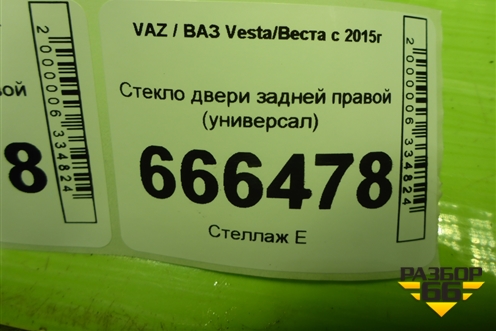 VAZ / ВАЗ Vesta/Веста с 2015г
Стекло двери задней правой
(универсал)
666478
Стеллаж Е
2000006334824
вой
8
2000006334824
РАЗБОР
66